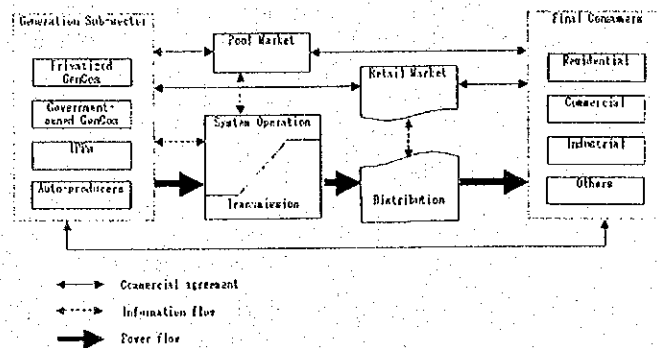 Generation Sub-sector
Privatized
GenCos
Government-
owned GenCos
IPPs
Auto-producers
Pool Market
Retail Market
System Operation
Transmission
Distribution
Final Consumers
Residential
Commercial
Industrial
Others
Commercial agreement
Information flow
Power flow